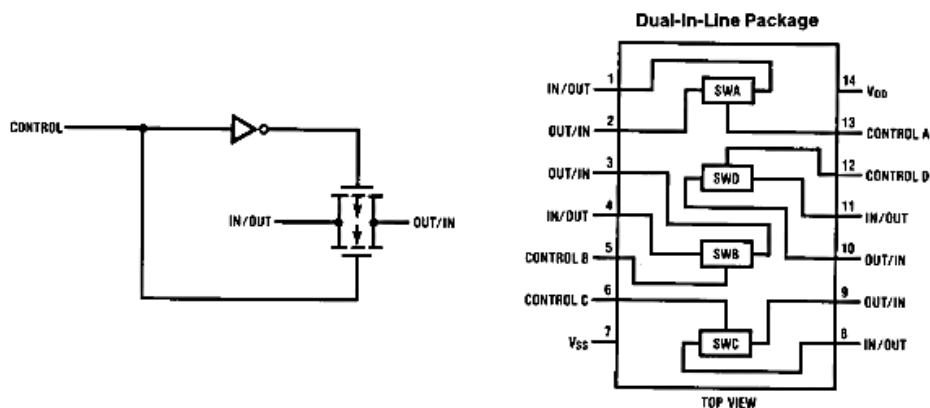 CONTROL
IN/OUT
OUT/IN
Dual-In-Line Package
1
IN/OUT
2
OUT/IN
3
OUT/IN
4
IN/OUT
5
CONTROL B
6
CONTROL C
7
VSS
SWA
SWD
SWB
SWC
14
VDD
13
CONTROL A
12
CONTROL D
11
IN/OUT
10
OUT/IN
9
OUT/IN
8
IN/OUT
TOP VIEW